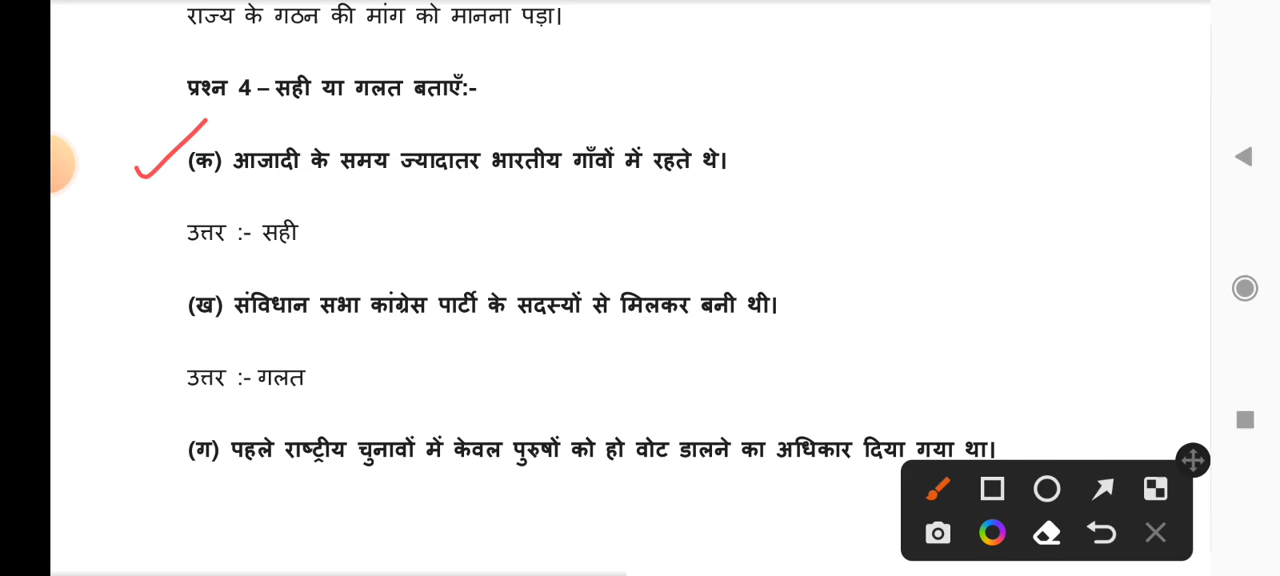 राज्य के गठन की मांग को मानना पड़ा।
प्रश्न 4 – सही या गलत बताएँ:-
(क) आजादी के समय ज्यादातर भारतीय गाँवों में रहते थे।
उत्तर :- सही
(ख) संविधान सभा कांग्रेस पार्टी के सदस्यों से मिलकर बनी थी।
उत्तर :- गलत
(ग) पहले राष्ट्रीय चुनावों में केवल पुरुषों को हो वोट डालने का अधिकार दिया गया था।